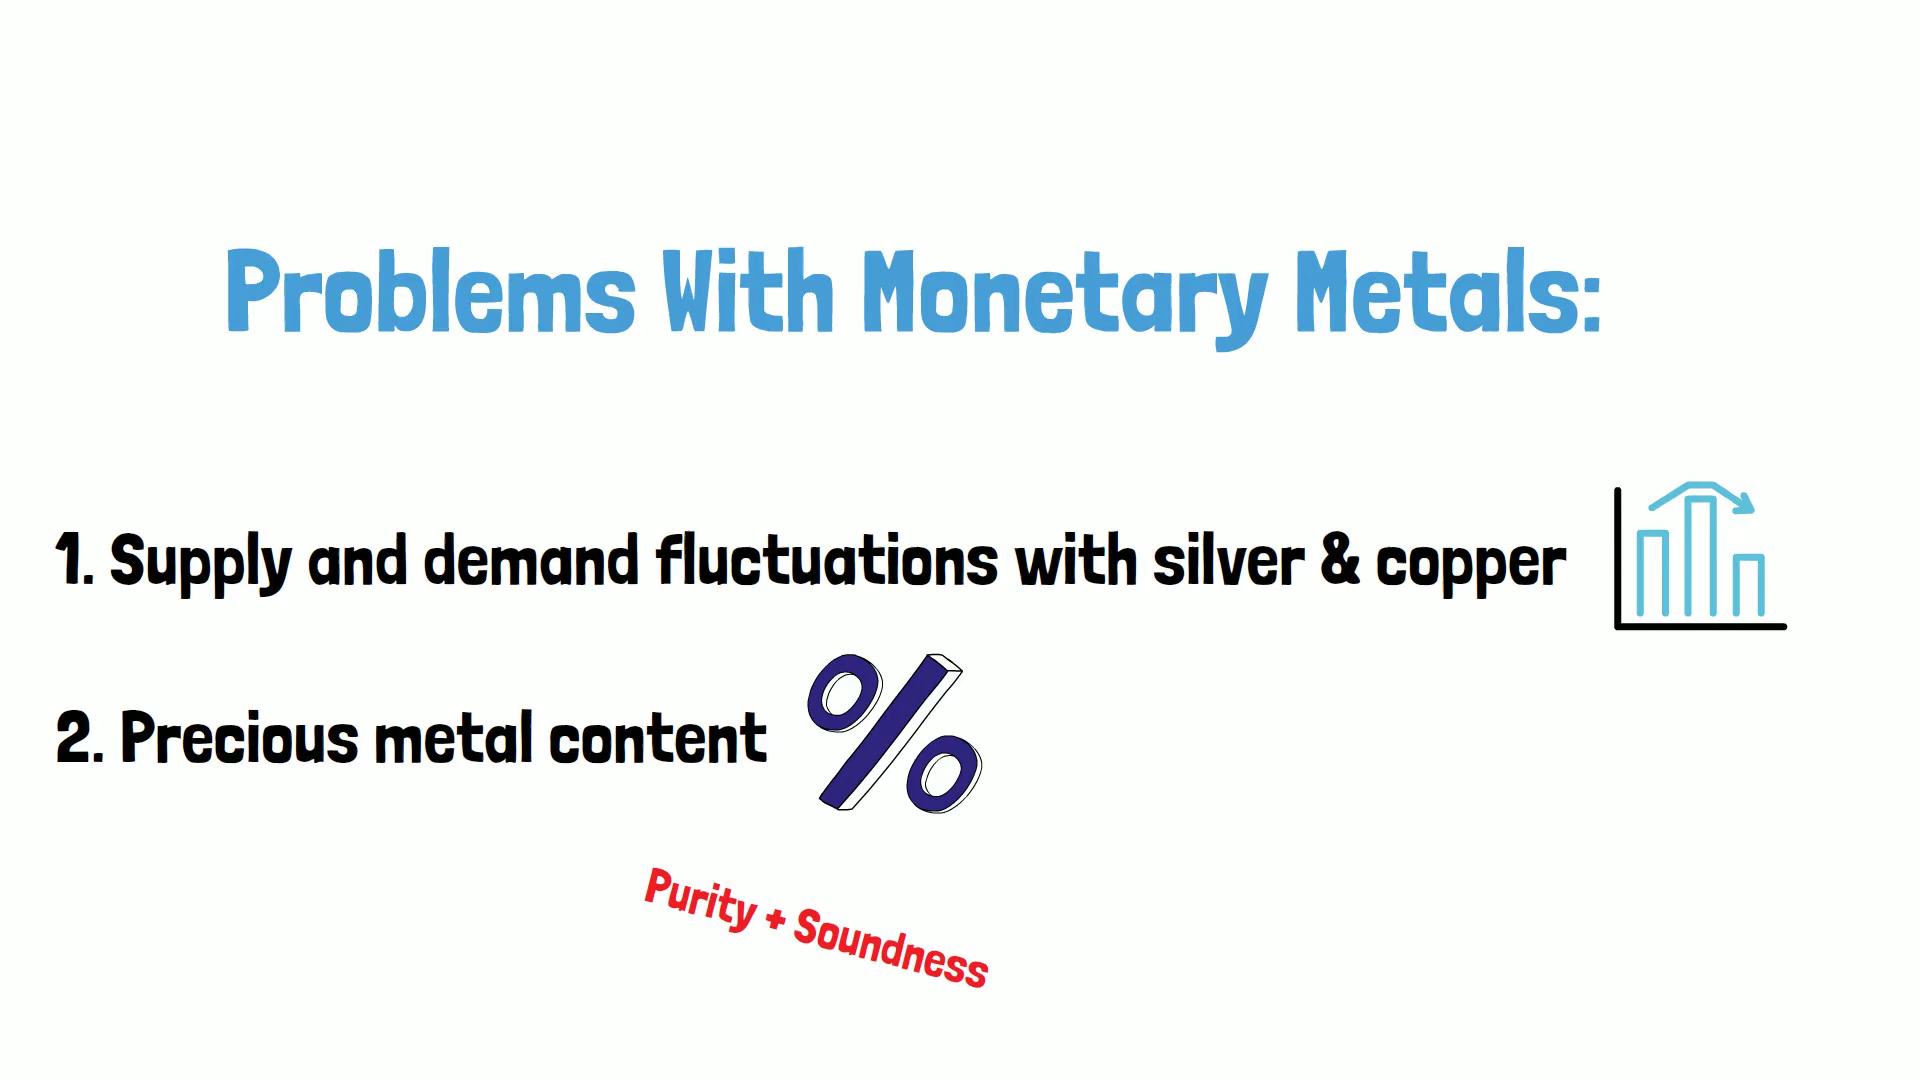 Problems With Monetary Metals:
1. Supply and demand fluctuations with silver & copper
2. Precious metal content %
Purity + Soundness